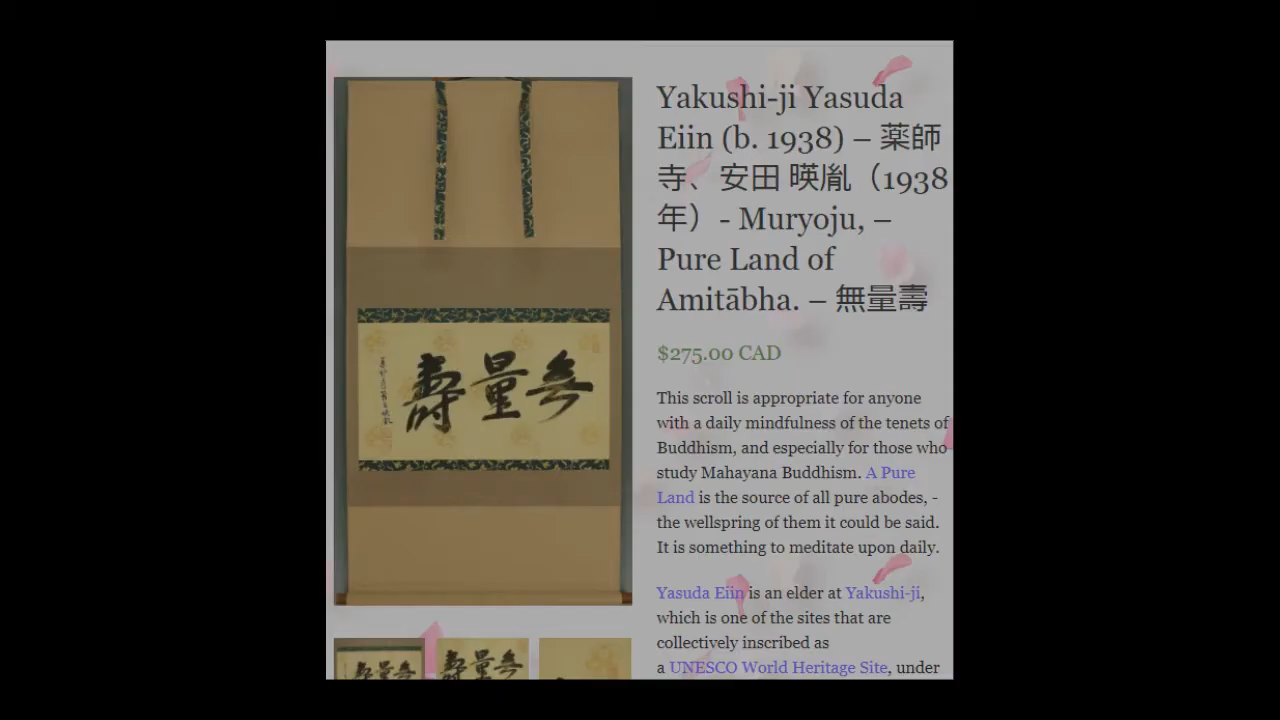 Yakushi-ji Yasuda
Eiin (b. 1938) – 薬師
寺、安田 暎胤（1938
年）- Muryoju, –
Pure Land of
Amitābha. – 無量壽
$275.00 CAD
This scroll is appropriate for anyone
with a daily mindfulness of the tenets of
Buddhism, and especially for those who
study Mahayana Buddhism. A Pure
Land is the source of all pure abodes, -
the wellspring of them it could be said.
It is something to meditate upon daily.
Yasuda Eiin is an elder at Yakushi-ji,
which is one of the sites that are
collectively inscribed as
a UNESCO World Heritage Site, under
無量壽